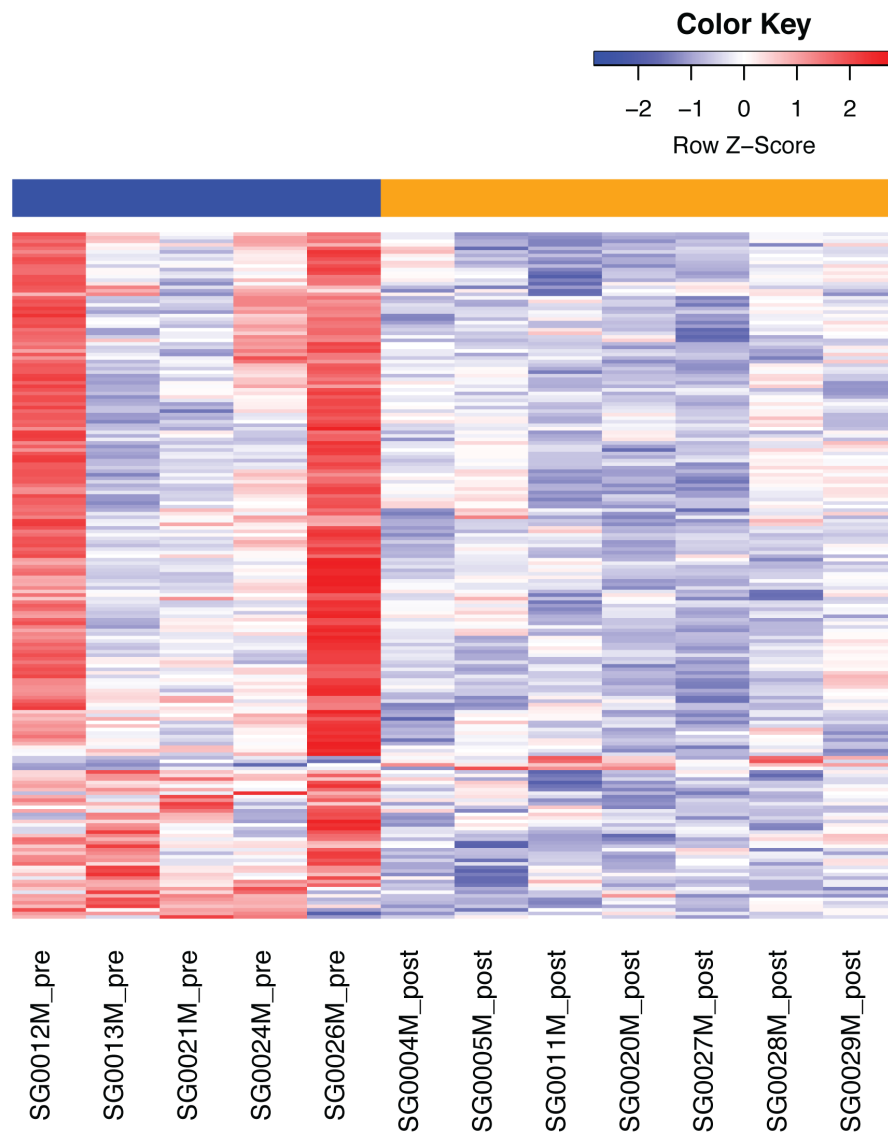 Color Key
−2 −1 0 1 2
Row Z−Score
SG0012M_pre
SG0013M_pre
SG0021M_pre
SG0024M_pre
SG0026M_pre
SG0004M_post
SG0005M_post
SG0011M_post
SG0020M_post
SG0027M_post
SG0028M_post
SG0029M_post